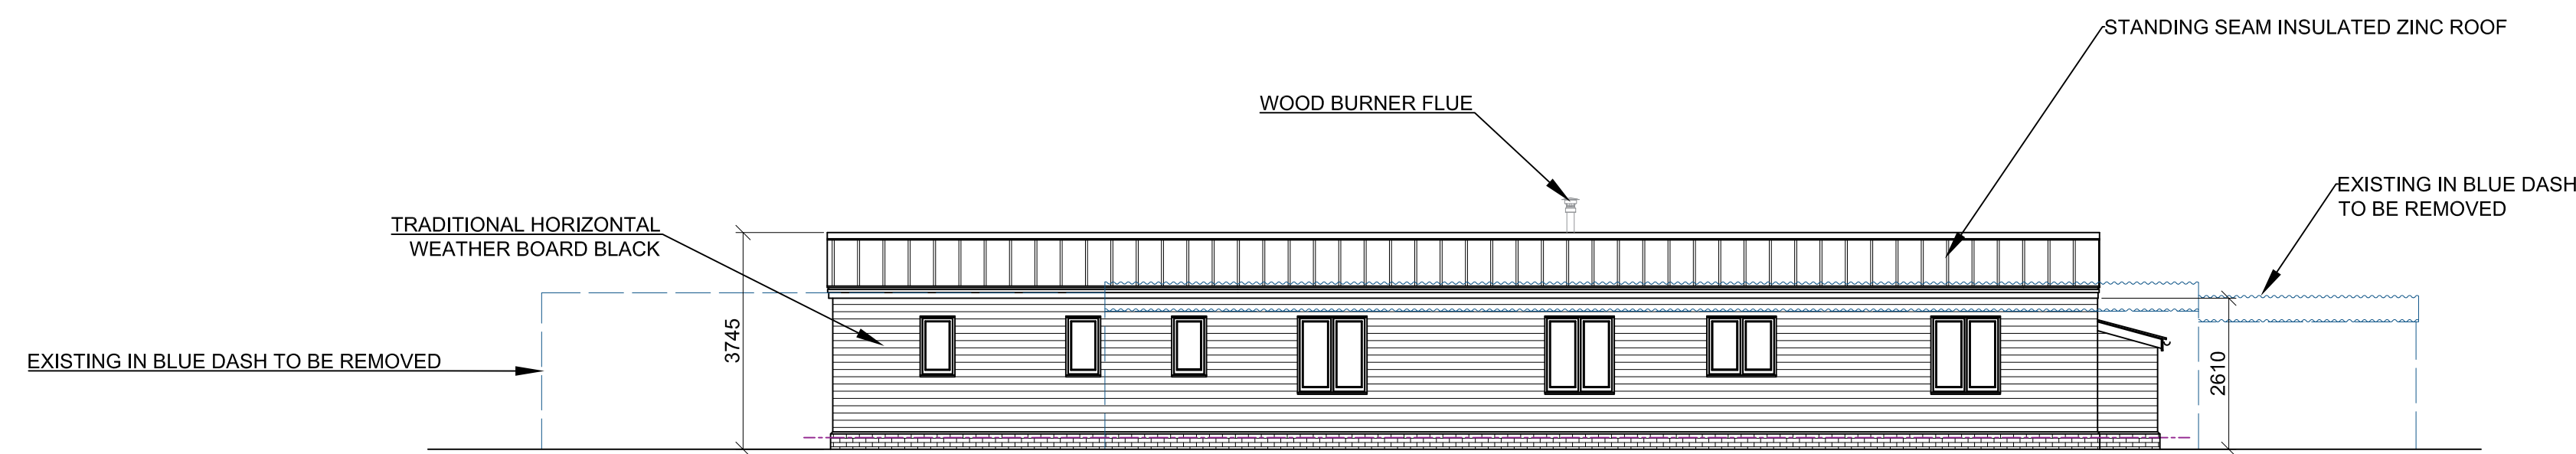 STANDING SEAM INSULATED ZINC ROOF
WOOD BURNER FLUE
EXISTING IN BLUE DASH
TO BE REMOVED
TRADITIONAL HORIZONTAL
WEATHER BOARD BLACK
3745
EXISTING IN BLUE DASH TO BE REMOVED
2610